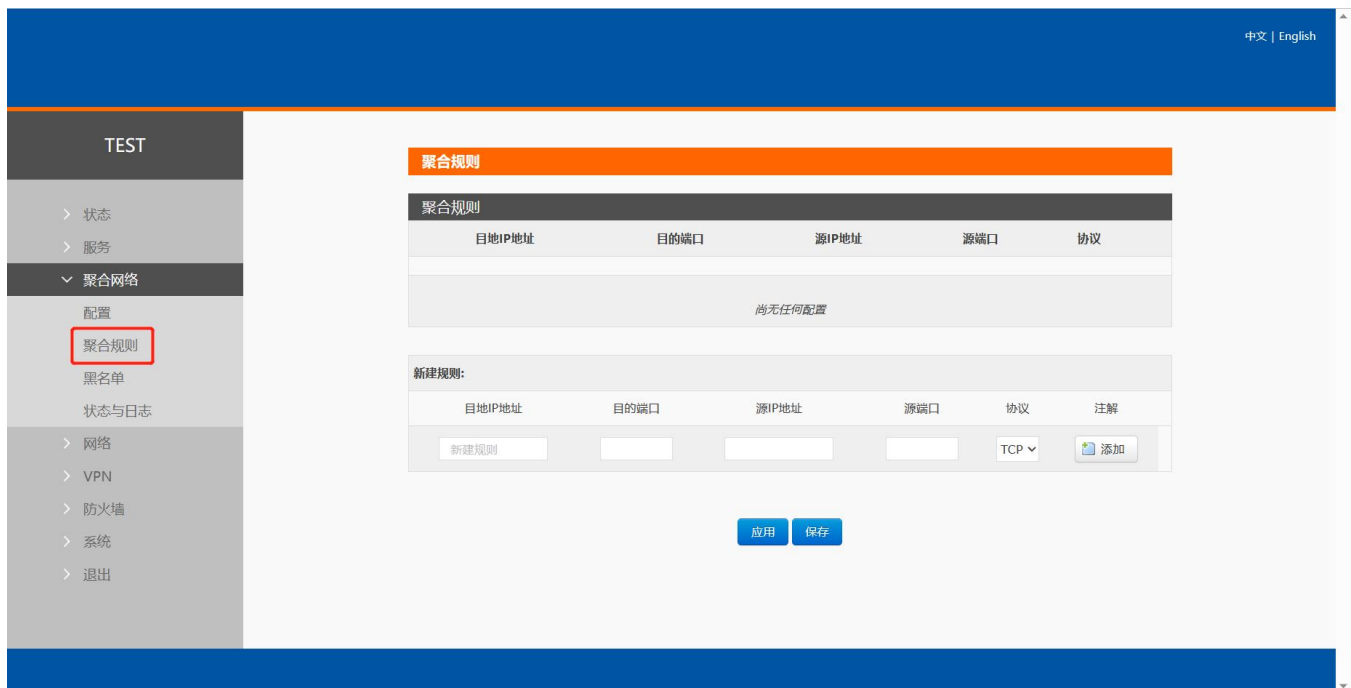 中文 | English
TEST
状态
服务
聚合网络
配置
聚合规则
黑名单
状态与日志
网络
VPN
防火墙
系统
退出
聚合规则
聚合规则
目地IP地址 目的端口 源IP地址 源端口 协议
尚无任何配置
新建规则:
目地IP地址 目的端口 源IP地址 源端口 协议 注解
新建规则 TCP 添加
应用 保存